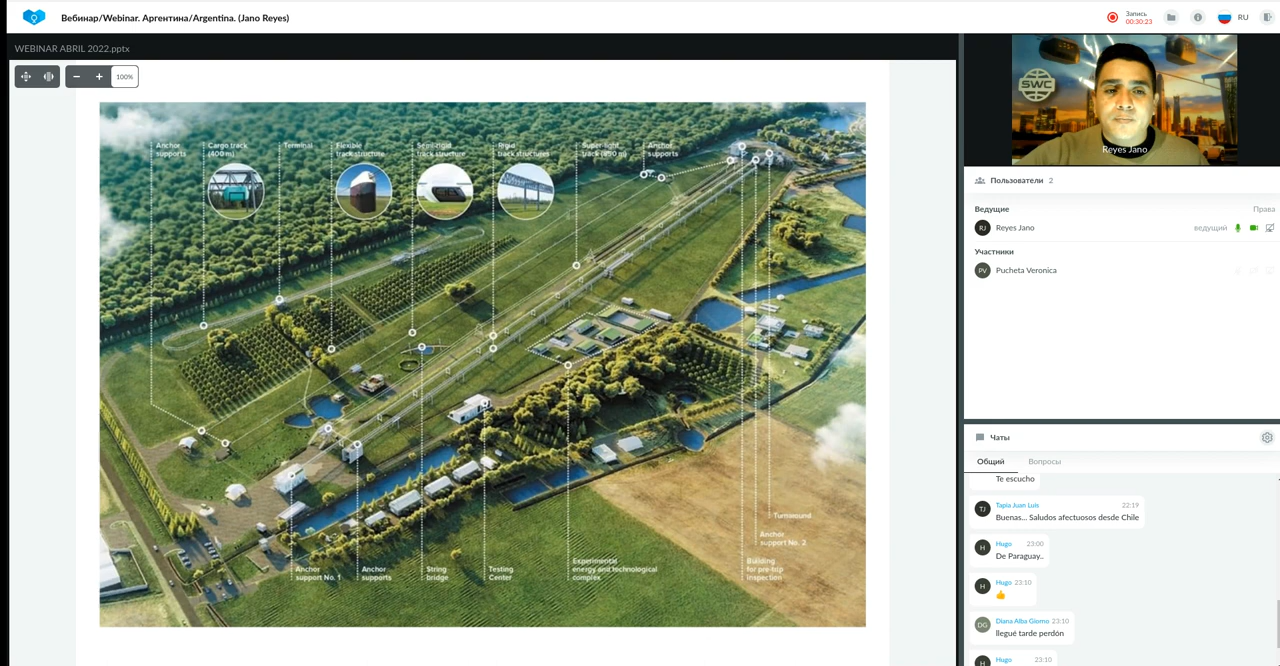 Вебинар/Webinar. Аргентина/Argentina. (Jano Reyes)
Запись
00:30:23
RU
WEBINAR ABRIL 2022.pptx
100%
Anchor
supports
Cargo track
(400 m)
Terminal
Flexible
track structure
Semi-rigid
track structure
Rigid
track structures
Super-light
track (850 m)
Anchor
supports
Turnaround
Anchor
support No. 2
Building
for pre-trip
inspection
Anchor
support No. 1
Anchor
supports
String
bridge
Testing
Center
Experimental
energy and technological
complex
SWC
Reyes Jano
Пользователи 2
Ведущие
Права
RJ
Reyes Jano
ведущий
Участники
PV
Pucheta Veronica
Чаты
Общий
Вопросы
Te escucho
TJ
Tapia Juan Luis 22:19
Buenas... Saludos afectuosos desde Chile
H
Hugo 23:00
De Paraguay..
H
Hugo 23:10
👍
DG
Diana Alba Giorno 23:10
llegué tarde perdón
H
Hugo 23:10